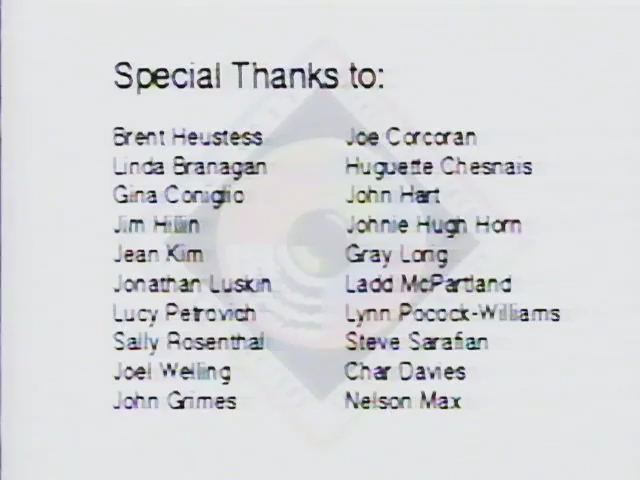 Special Thanks to:
Brent Heustess
Linda Branagan
Gina Coniglio
Jim Hillin
Jean Kim
Jonathan Luskin
Lucy Petrovich
Sally Rosenthal
Joel Welling
John Grimes
Joe Corcoran
Huguette Chesnais
John Hart
Johnie Hugh Horn
Gray Long
Ladd McPartland
Lynn Pocock-Williams
Steve Sarafian
Char Davies
Nelson Max